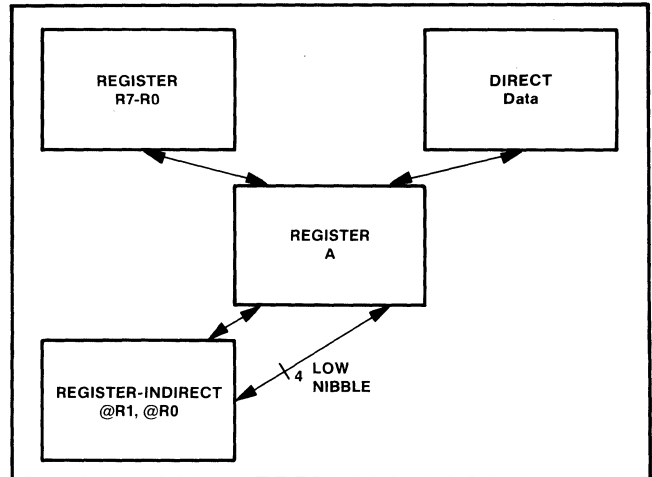 REGISTER
R7-R0
DIRECT
Data
REGISTER
A
4 LOW
NIBBLE
REGISTER-INDIRECT
@R1, @R0